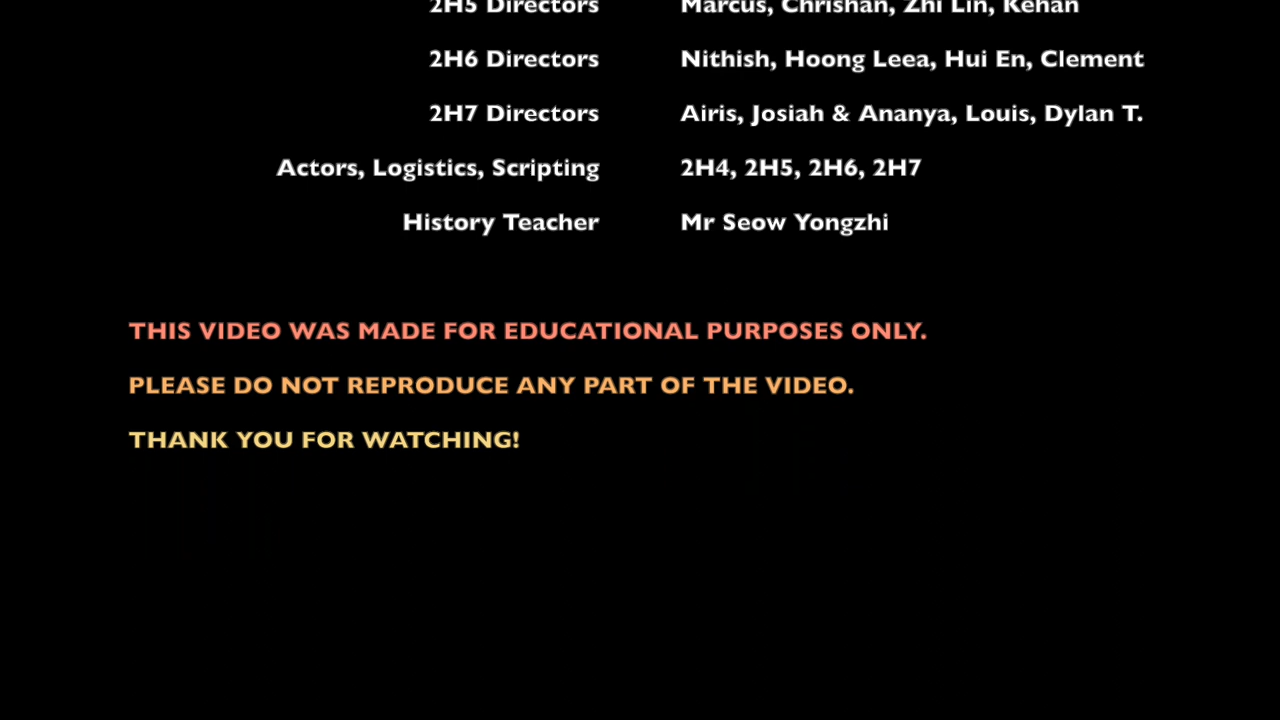 2H5 Directors Marcus, Chrishan, Zhi Lin, Kehan
2H6 Directors Nithish, Hoong Leea, Hui En, Clement
2H7 Directors Airis, Josiah & Ananya, Louis, Dylan T.
Actors, Logistics, Scripting 2H4, 2H5, 2H6, 2H7
History Teacher Mr Seow Yongzhi
THIS VIDEO WAS MADE FOR EDUCATIONAL PURPOSES ONLY.
PLEASE DO NOT REPRODUCE ANY PART OF THE VIDEO.
THANK YOU FOR WATCHING!